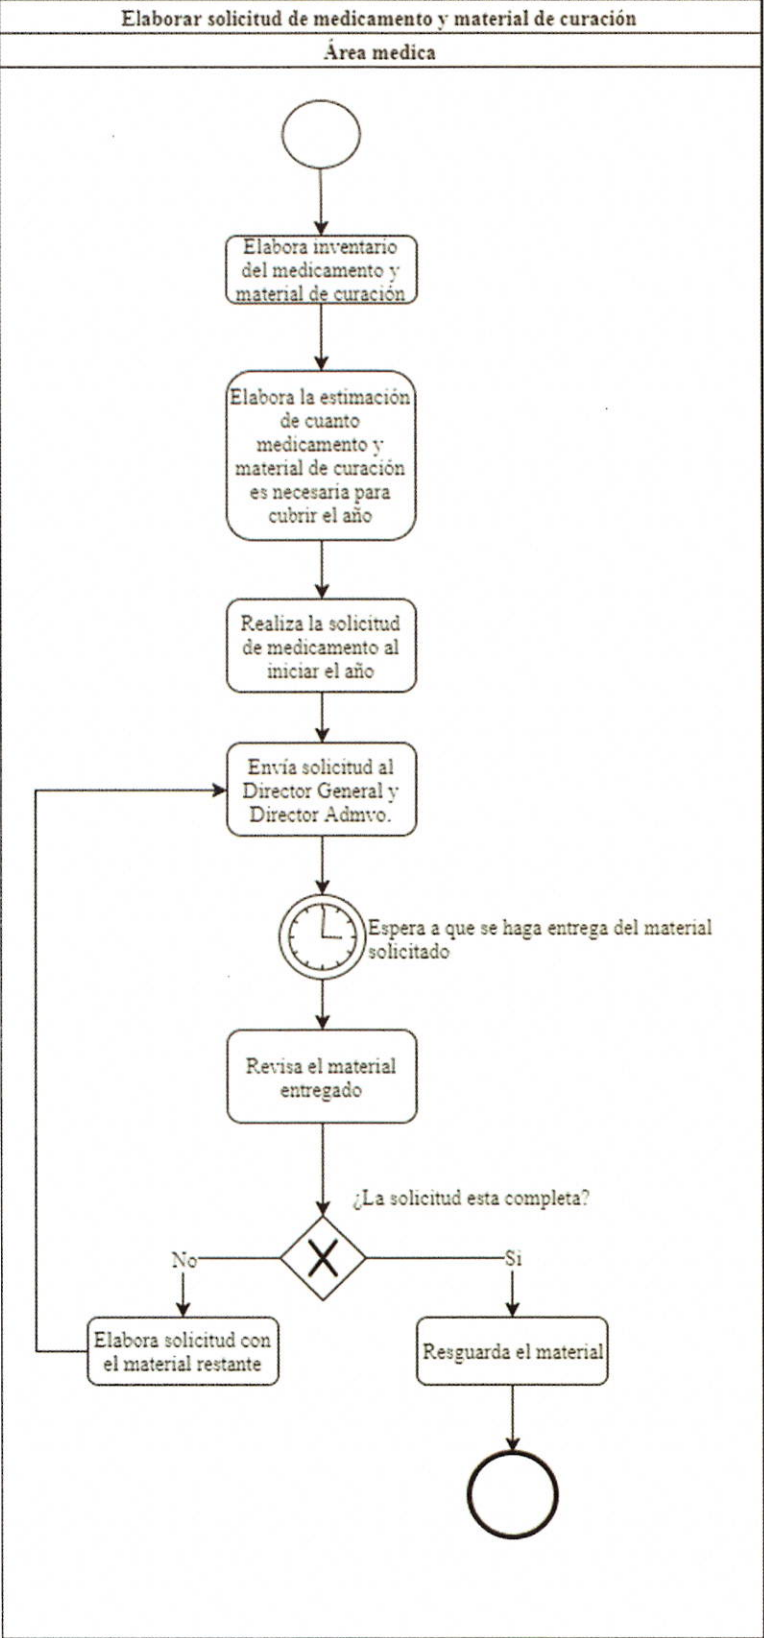 Elaborar solicitud de medicamento y material de curación
Área medica
Elabora inventario
del medicamento y
material de curación
Elabora la estimación
de cuanto
medicamento y
material de curación
es necesaria para
cubrir el año
Realiza la solicitud
de medicamento al
iniciar el año
Envía solicitud al
Director General y
Director Admvo.
Espera a que se haga entrega del material
solicitado
Revisa el material
entregado
¿La solicitud esta completa?
No
Si
Elabora solicitud con
el material restante
Resguarda el material